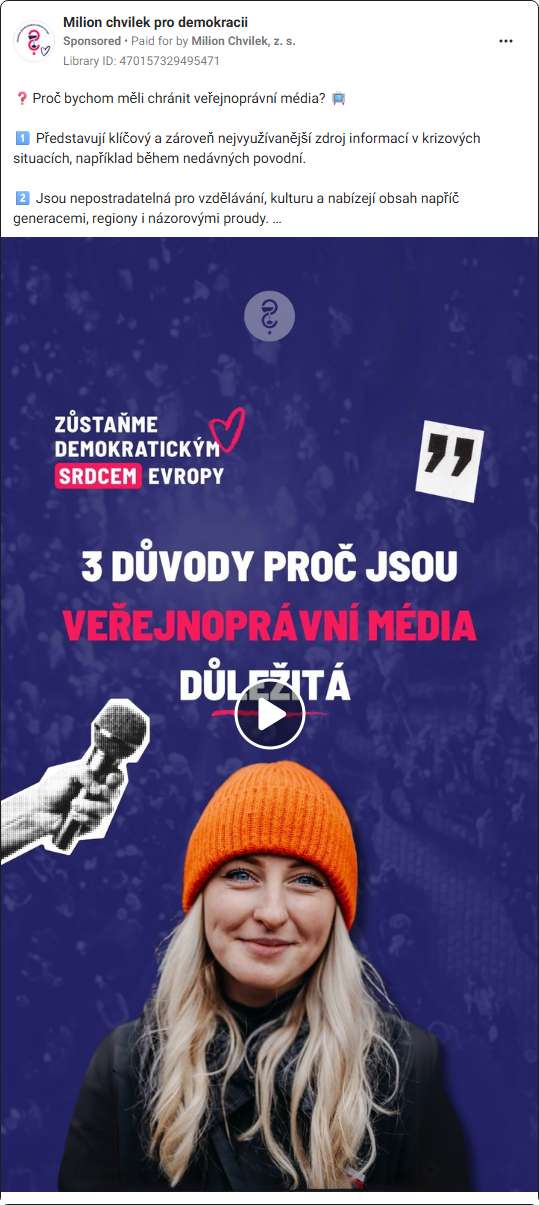 Milion chvilek pro demokracii
Sponsored • Paid for by Milion Chvilek, z. s.
Library ID: 470157329495471
❓ Proč bychom měli chránit veřejnoprávní média? 📺
1️⃣ Představují klíčový a zároveň nejvyužívanější zdroj informací v krizových
situacích, například během nedávných povodní.
2️⃣ Jsou nepostradatelná pro vzdělávání, kulturu a nabízejí obsah napříč
generacemi, regiony i názorovými proudy. ...
ZŮSTAŇME
DEMOKRATICKÝM
SRDCEM EVROPY
”
3 DŮVODY PROČ JSOU
VEŘEJNOPRÁVNÍ MÉDIA
DŮLEŽITÁ